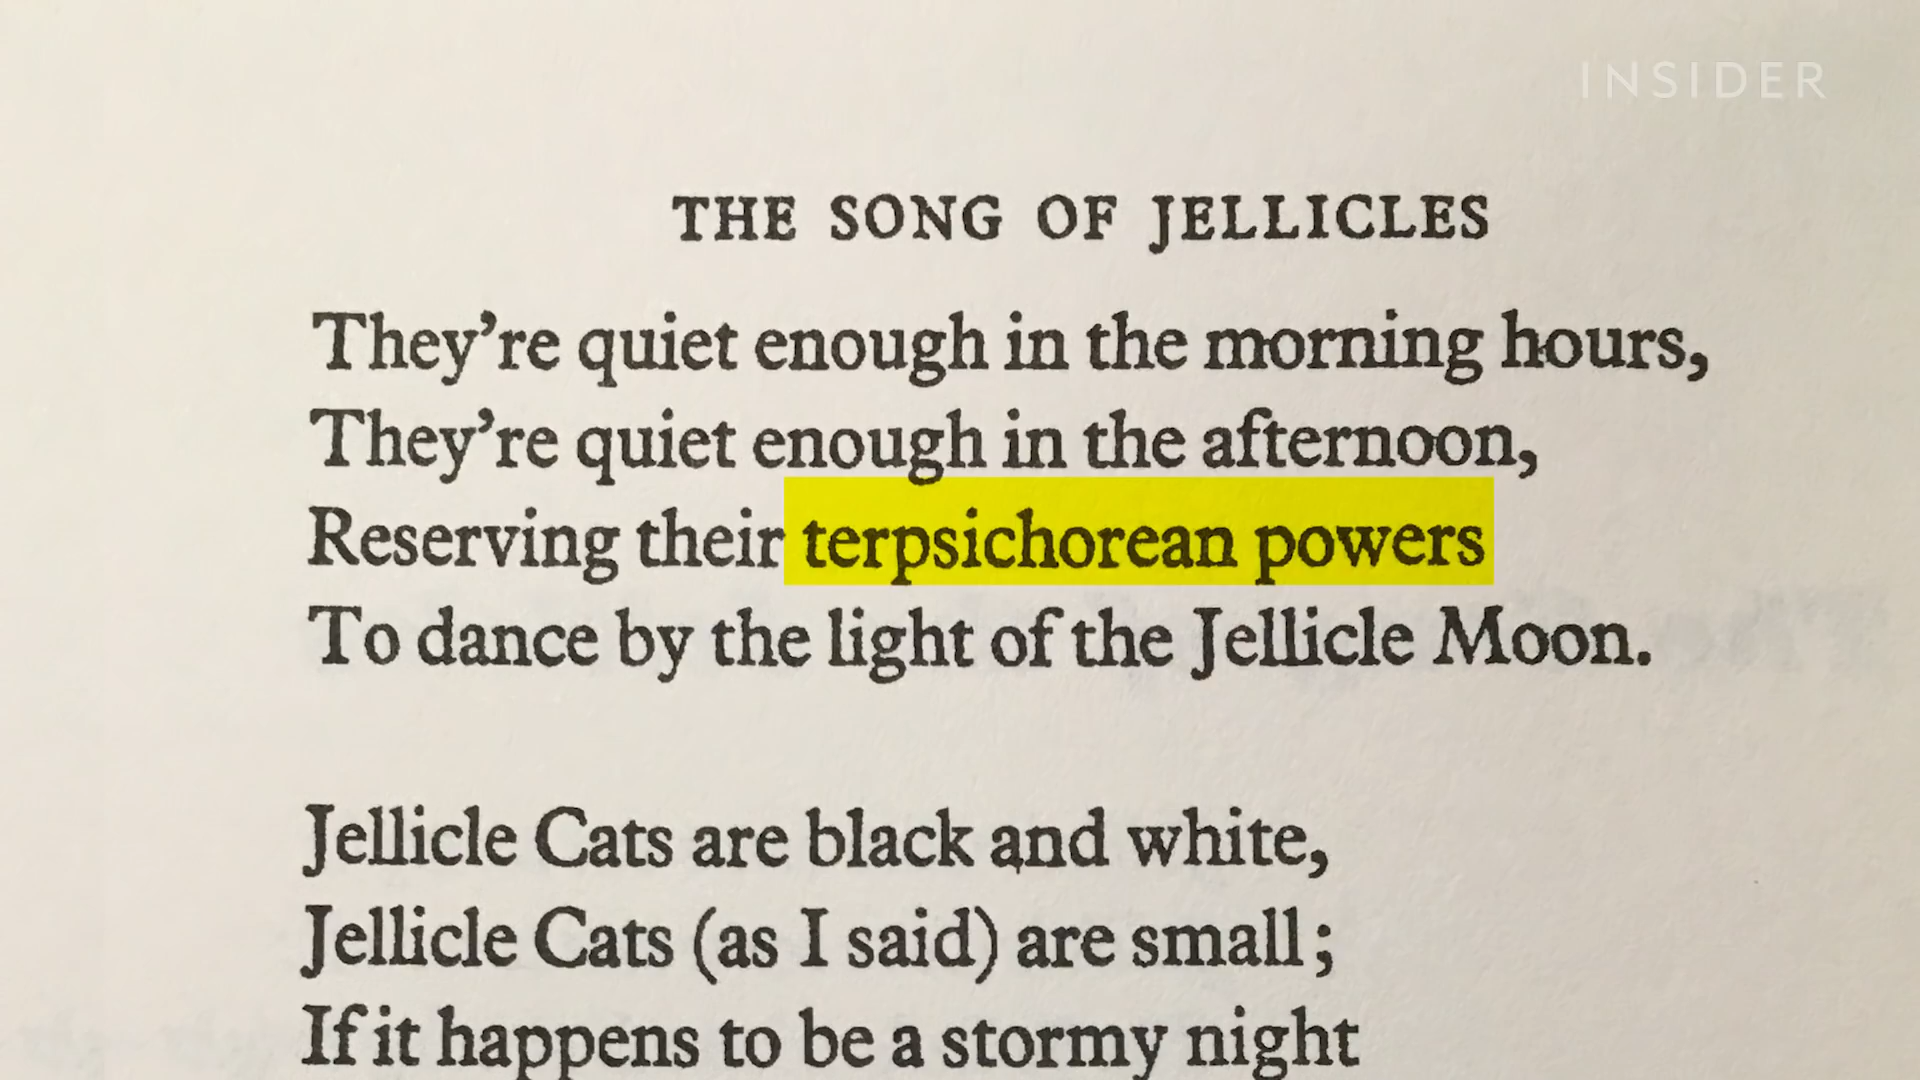 INSIDER
THE SONG OF JELLICLES
They're quiet enough in the morning hours,
They're quiet enough in the afternoon,
Reserving their terpsichorean powers
To dance by the light of the Jellicle Moon.
Jellicle Cats are black and white,
Jellicle Cats (as I said) are small;
If it happens to be a stormy night